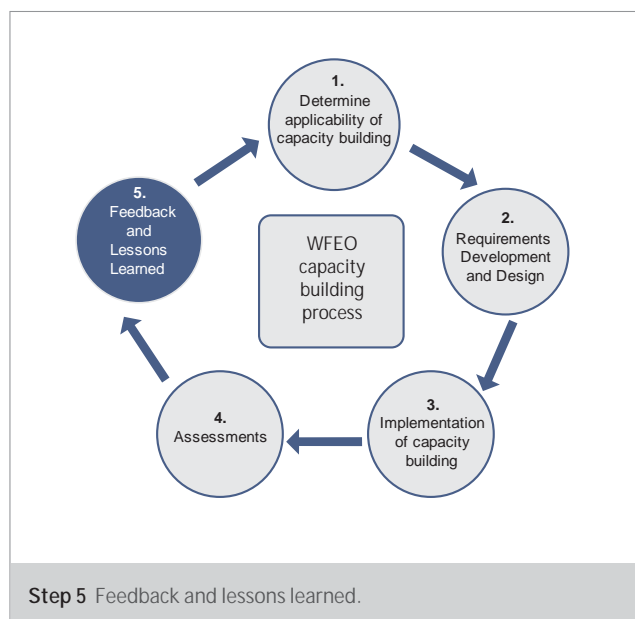 1.
Determine
applicability of
capacity building
2.
Requirements
Development
and Design
3.
Implementation
of capacity
building
4.
Assessments
5.
Feedback
and
Lessons
Learned
WFEO
capacity
building
process
Step 5 Feedback and lessons learned.